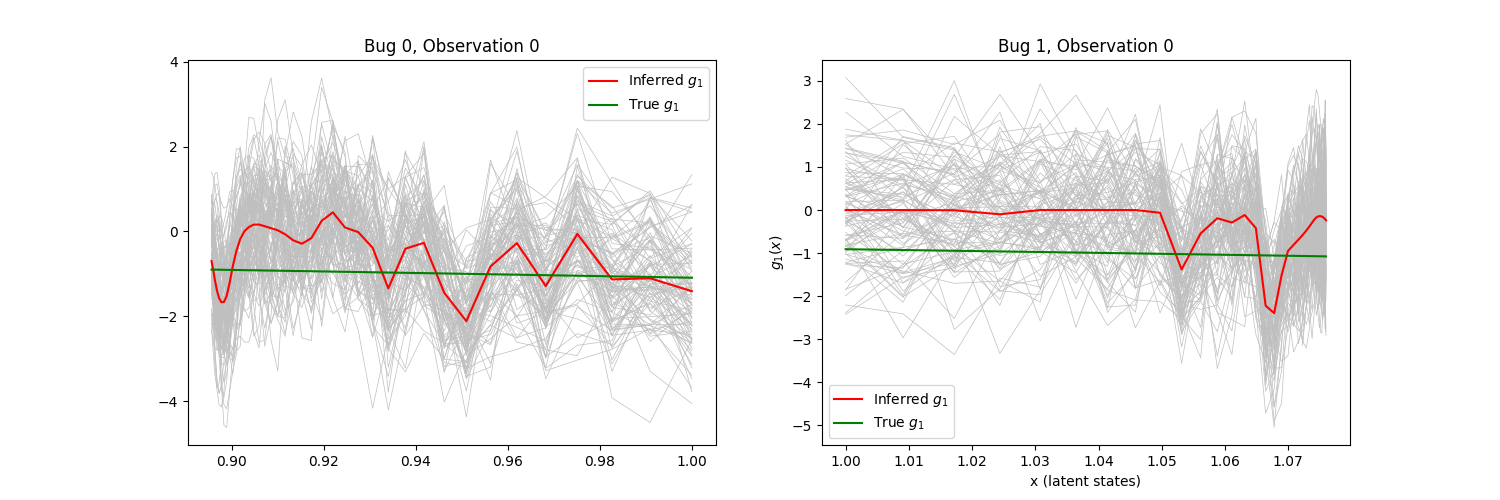 Bug 0, Observation 0
4
2
0
−2
−4
0.90 0.92 0.94 0.96 0.98 1.00
Inferred g₁
True g₁
Bug 1, Observation 0
g₁(x)
3
2
1
0
−1
−2
−3
−4
−5
Inferred g₁
True g₁
1.00 1.01 1.02 1.03 1.04 1.05 1.06 1.07
x (latent states)